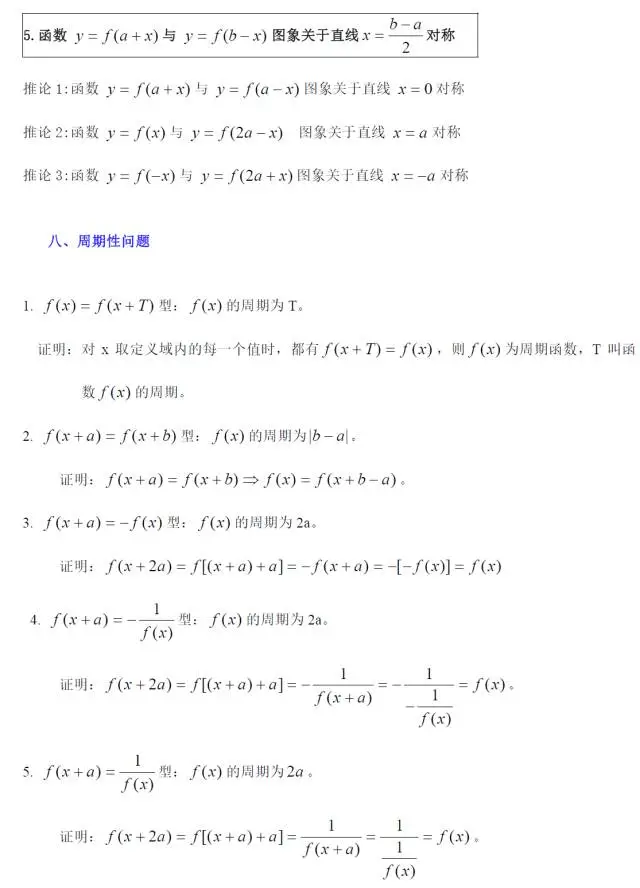 5. 函数 y = f(a + x) 与 y = f(b − x) 图象关于直线 x = \frac{b − a}{2} 对称
推论 1:函数 y = f(a + x) 与 y = f(a − x) 图象关于直线 x = 0 对称
推论 2:函数 y = f(x) 与 y = f(2a − x) 图象关于直线 x = a 对称
推论 3:函数 y = f(−x) 与 y = f(2a + x) 图象关于直线 x = −a 对称
八、周期性问题
1. f(x) = f(x + T) 型：f(x) 的周期为 T。
证明：对 x 取定义域内的每一个值时，都有 f(x + T) = f(x)，则 f(x) 为周期函数，T 叫函
数 f(x) 的周期。
2. f(x + a) = f(x + b) 型：f(x) 的周期为 |b − a|。
证明：f(x + a) = f(x + b) ⇒ f(x) = f(x + b − a)。
3. f(x + a) = −f(x) 型：f(x) 的周期为 2a。
证明：f(x + 2a) = f[(x + a) + a] = −f(x + a) = −[−f(x)] = f(x)
4. f(x + a) = −\frac{1}{f(x)} 型：f(x) 的周期为 2a。
证明：f(x + 2a) = f[(x + a) + a] = −\frac{1}{f(x + a)} = −\frac{1}{−\frac{1}{f(x)}} = f(x)。
5. f(x + a) = \frac{1}{f(x)} 型：f(x) 的周期为 2a。
证明：f(x + 2a) = f[(x + a) + a] = \frac{1}{f(x + a)} = \frac{1}{\frac{1}{f(x)}} = f(x)。